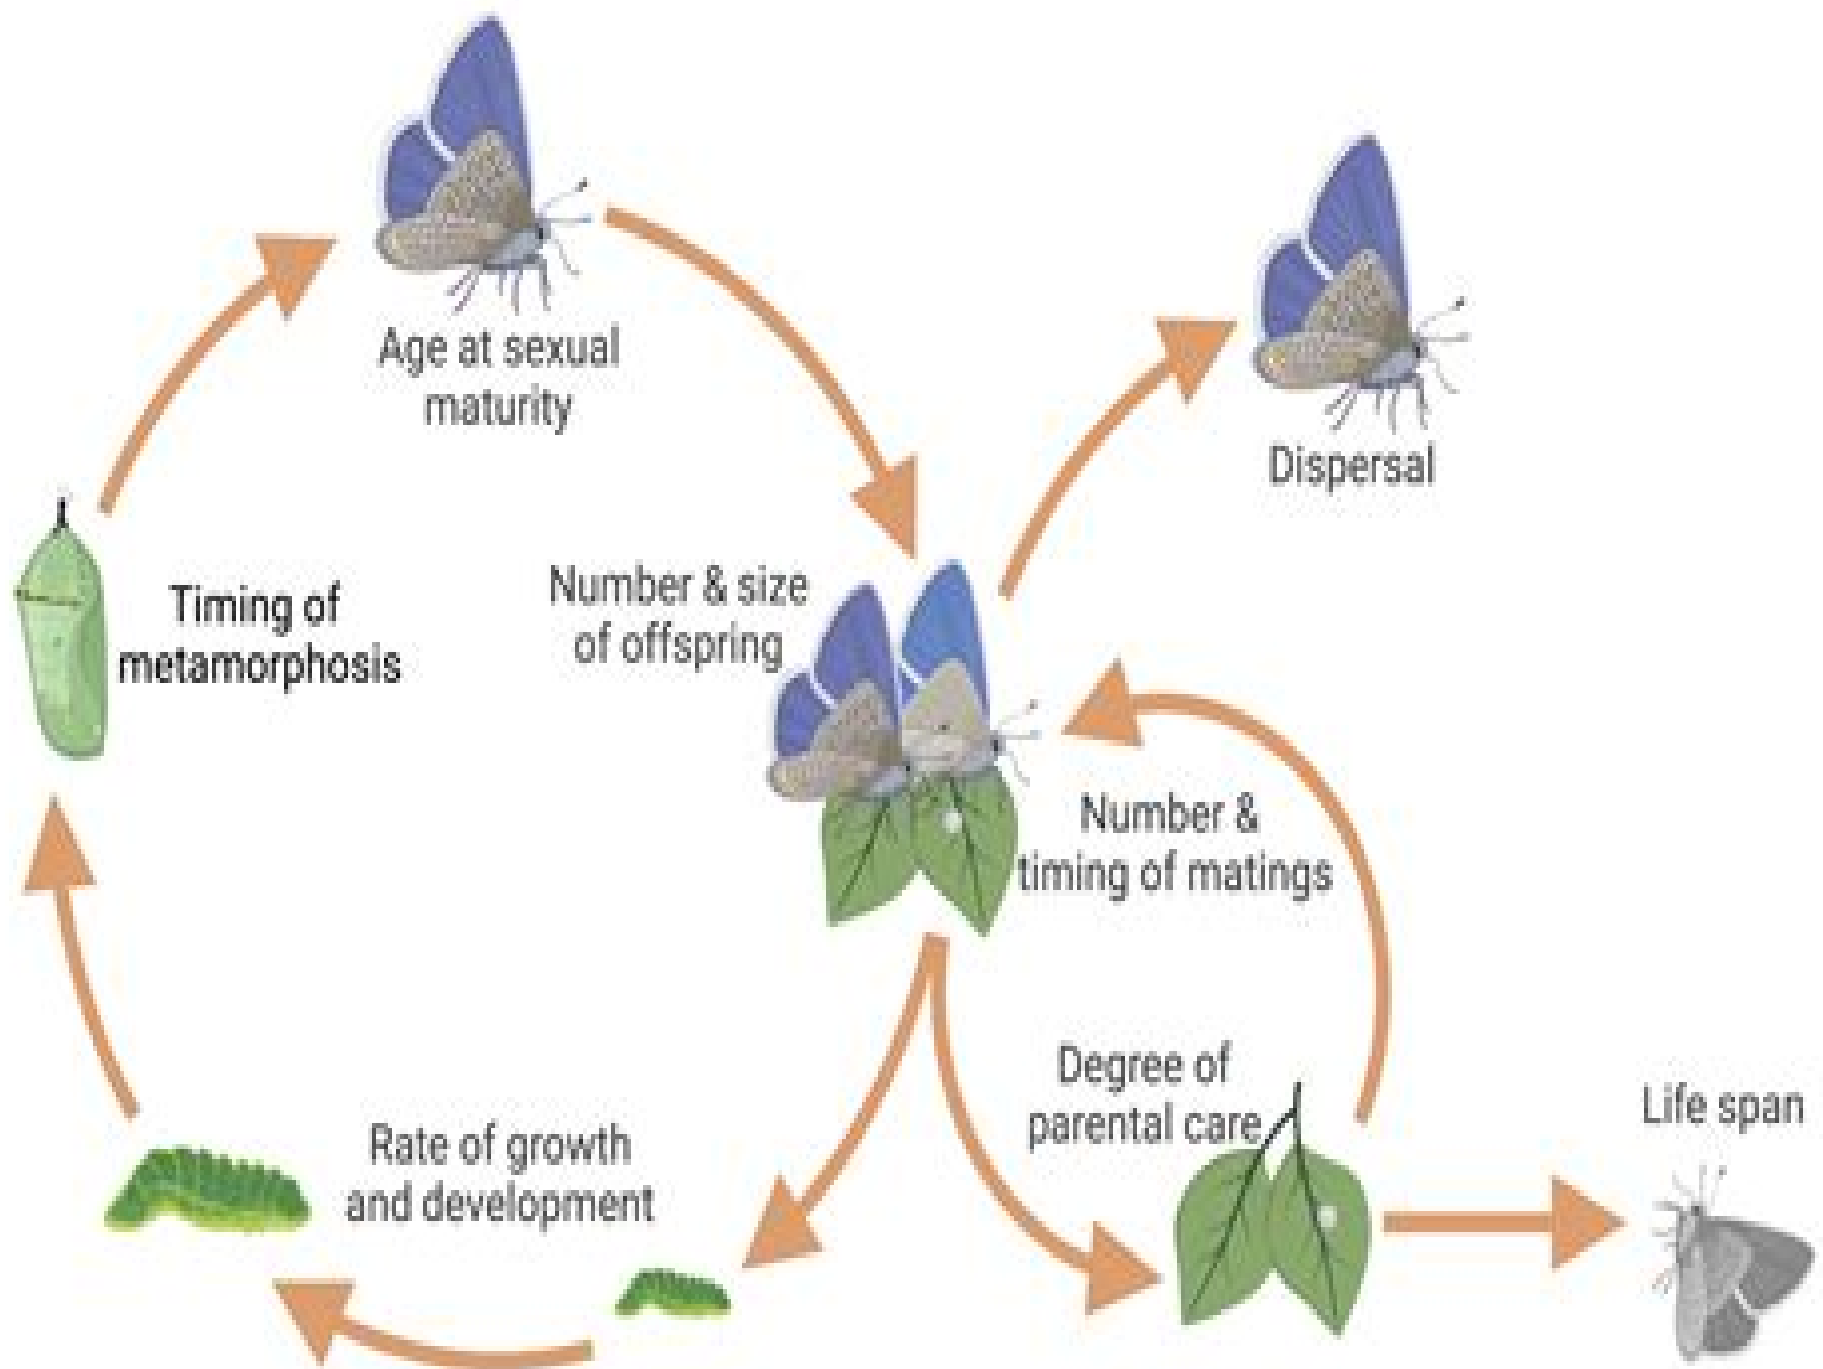 Age at sexual
maturity
Dispersal
Timing of
metamorphosis
Number & size
of offspring
Number &
timing of matings
Degree of
parental care
Life span
Rate of growth
and development